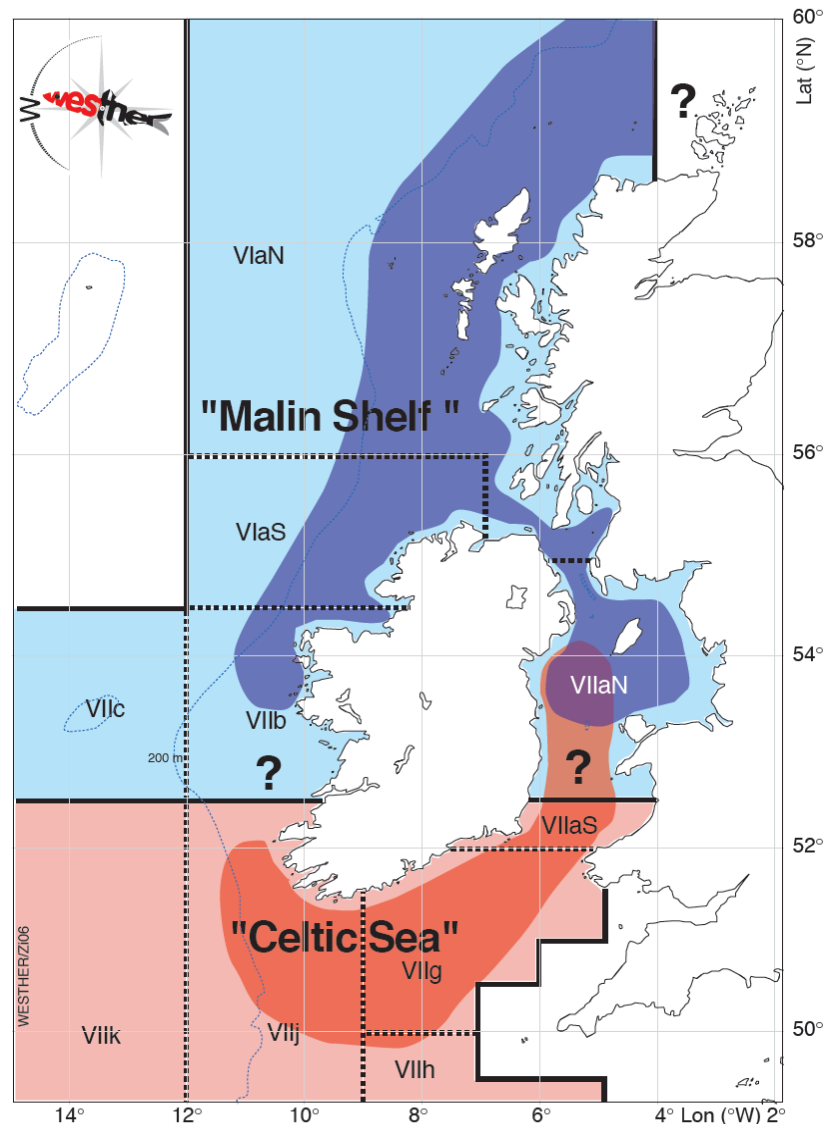 60°
Lat (°N)
W
westher
?
58°
VIaN
"Malin Shelf "
56°
VIaS
54°
VIIaN
VIIc
VIIb
200 m
?
?
VIIaS
52°
"Celtic Sea"
VIIg
WESTHER/Zi06
VIIk
VIIj
50°
VIIh
14°
12°
10°
8°
6°
4° Lon (°W) 2°